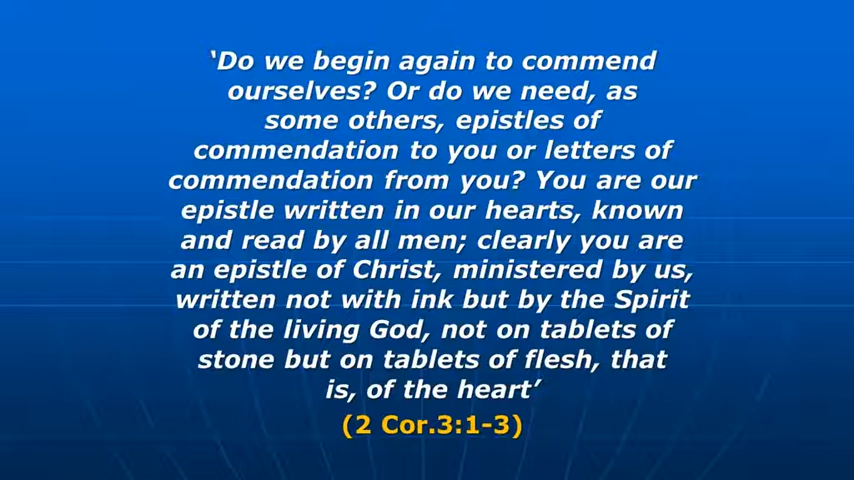 ‘Do we begin again to commend
ourselves? Or do we need, as
some others, epistles of
commendation to you or letters of
commendation from you? You are our
epistle written in our hearts, known
and read by all men; clearly you are
an epistle of Christ, ministered by us,
written not with ink but by the Spirit
of the living God, not on tablets of
stone but on tablets of flesh, that
is, of the heart’
(2 Cor.3:1-3)